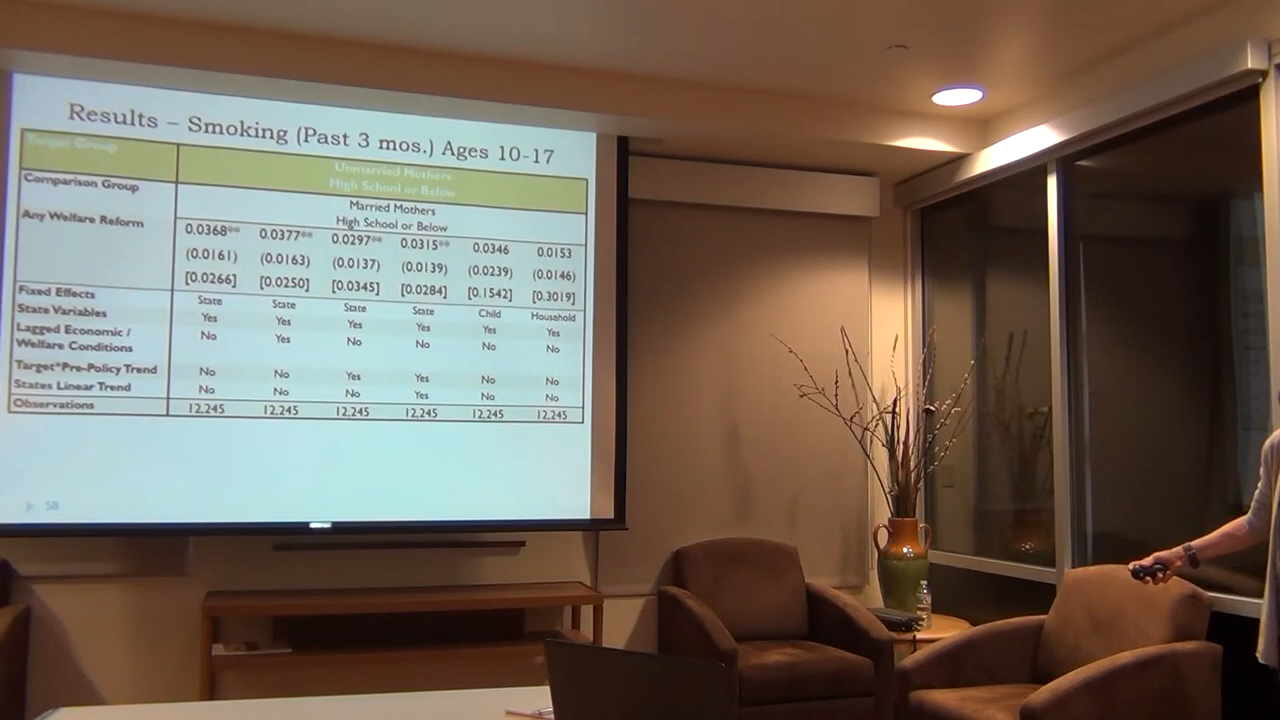 Results – Smoking (Past 3 mos.) Ages 10-17
Target Group
Unmarried Mothers
High School or Below
Comparison Group
Married Mothers
High School or Below
Any Welfare Reform
0.0368** 0.0377** 0.0297** 0.0315** 0.0346 0.0153
(0.0161) (0.0163) (0.0137) (0.0139) (0.0239) (0.0146)
[0.0266] [0.0250] [0.0345] [0.0284] [0.1542] [0.3019]
Fixed Effects State State State State Child Household
State Variables Yes Yes Yes Yes Yes Yes
Lagged Economic /
Welfare Conditions No Yes No No No No
Target*Pre-Policy Trend No No Yes Yes No No
States Linear Trend No No No Yes No No
Observations 12,245 12,245 12,245 12,245 12,245 12,245
58